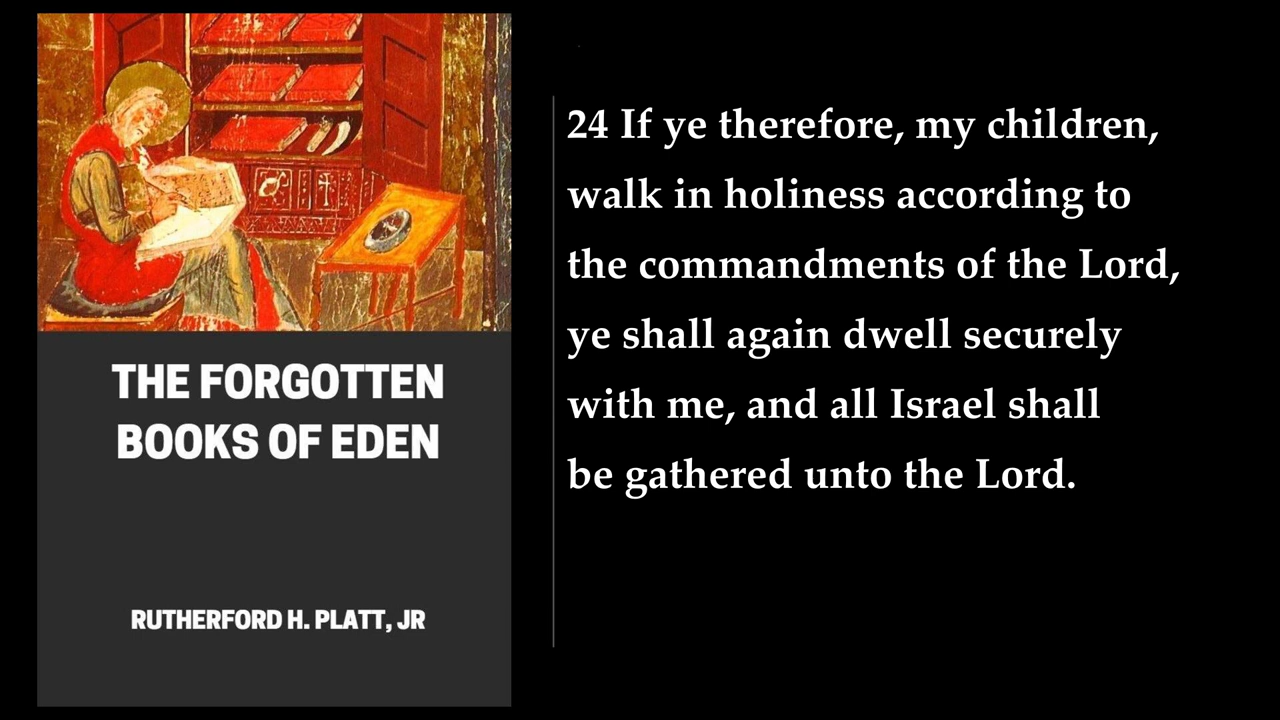 THE FORGOTTEN
BOOKS OF EDEN
RUTHERFORD H. PLATT, JR
24 If ye therefore, my children,
walk in holiness according to
the commandments of the Lord,
ye shall again dwell securely
with me, and all Israel shall
be gathered unto the Lord.